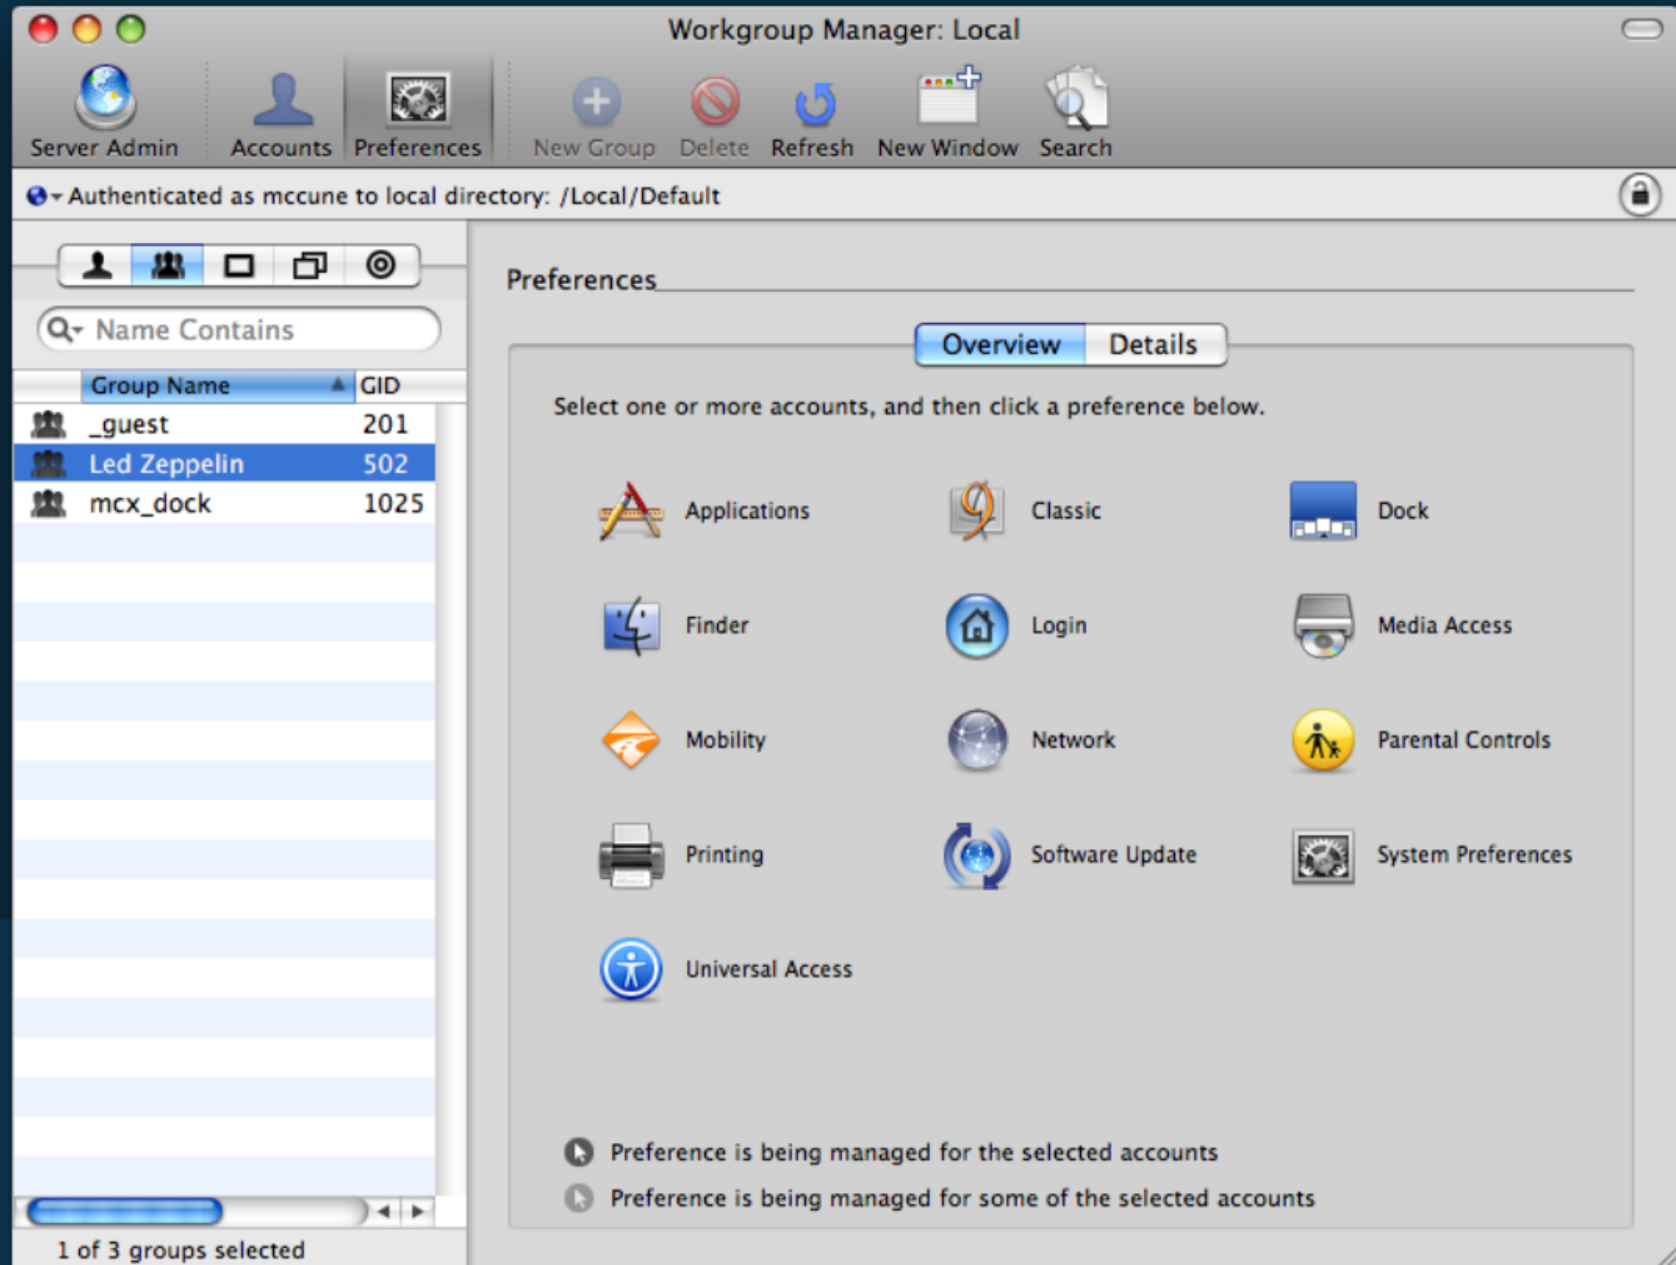 Workgroup Manager: Local
Server Admin Accounts Preferences New Group Delete Refresh New Window Search
Authenticated as mccune to local directory: /Local/Default
Name Contains
Group Name GID
_guest 201
Led Zeppelin 502
mcx_dock 1025
1 of 3 groups selected
Preferences
Overview Details
Select one or more accounts, and then click a preference below.
Applications Classic Dock
Finder Login Media Access
Mobility Network Parental Controls
Printing Software Update System Preferences
Universal Access
Preference is being managed for the selected accounts
Preference is being managed for some of the selected accounts